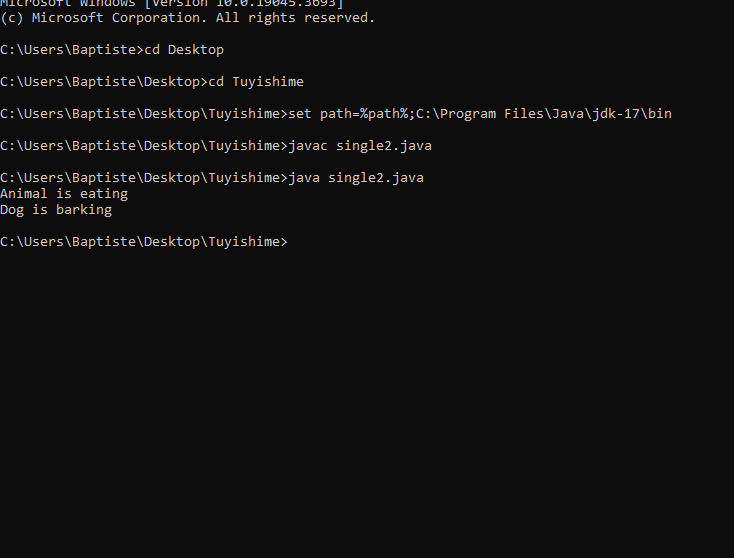 Microsoft Windows [Version 10.0.19045.3693]
(c) Microsoft Corporation. All rights reserved.
C:\Users\Baptiste>cd Desktop
C:\Users\Baptiste\Desktop>cd Tuyishime
C:\Users\Baptiste\Desktop\Tuyishime>set path=%path%;C:\Program Files\Java\jdk-17\bin
C:\Users\Baptiste\Desktop\Tuyishime>javac single2.java
C:\Users\Baptiste\Desktop\Tuyishime>java single2.java
Animal is eating
Dog is barking
C:\Users\Baptiste\Desktop\Tuyishime>